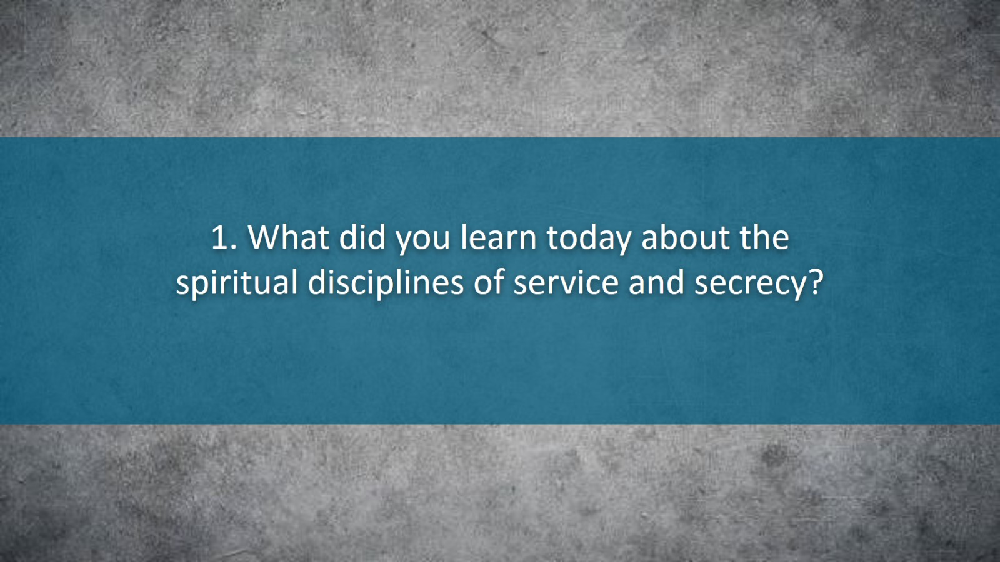 1. What did you learn today about the
spiritual disciplines of service and secrecy?